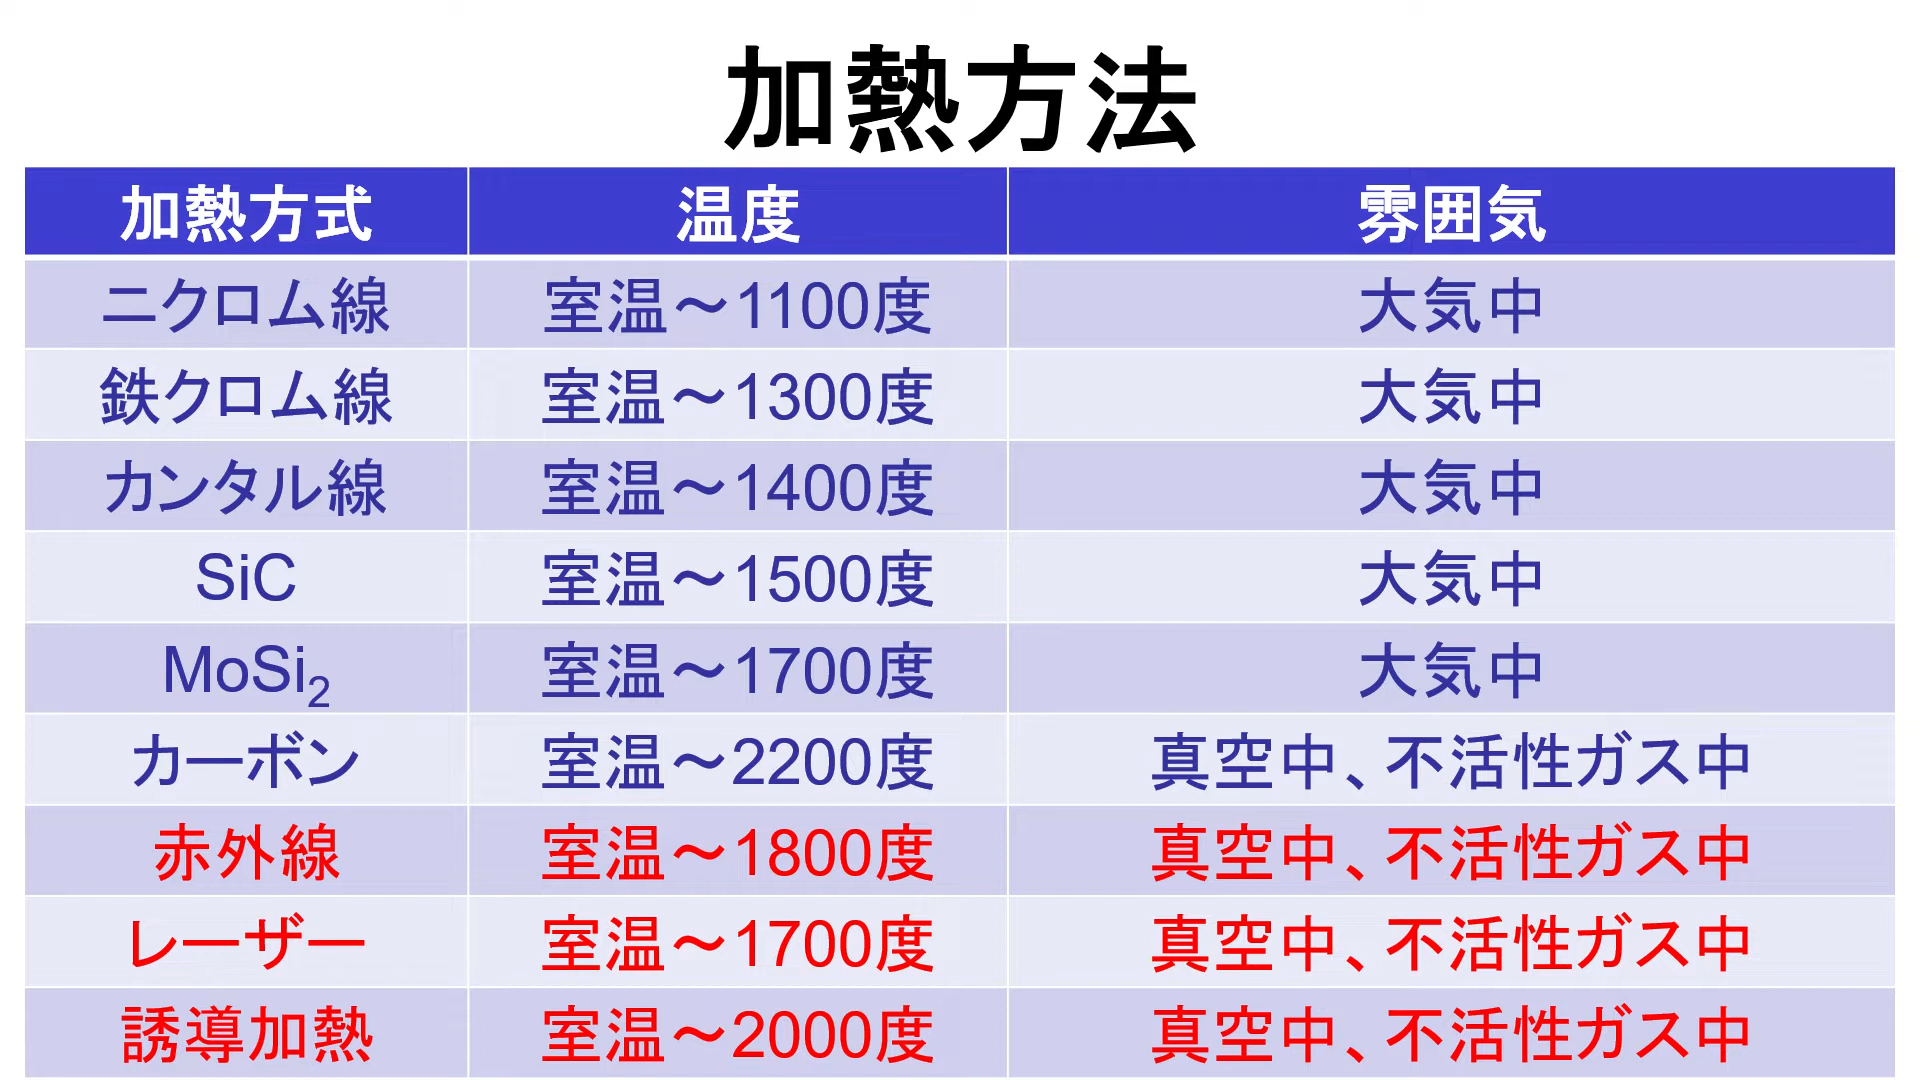 加熱方法
加熱方式 温度 雰囲気
ニクロム線 室温～1100度 大気中
鉄クロム線 室温～1300度 大気中
カンタル線 室温～1400度 大気中
SiC 室温～1500度 大気中
MoSi₂ 室温～1700度 大気中
カーボン 室温～2200度 真空中、不活性ガス中
赤外線 室温～1800度 真空中、不活性ガス中
レーザー 室温～1700度 真空中、不活性ガス中
誘導加熱 室温～2000度 真空中、不活性ガス中